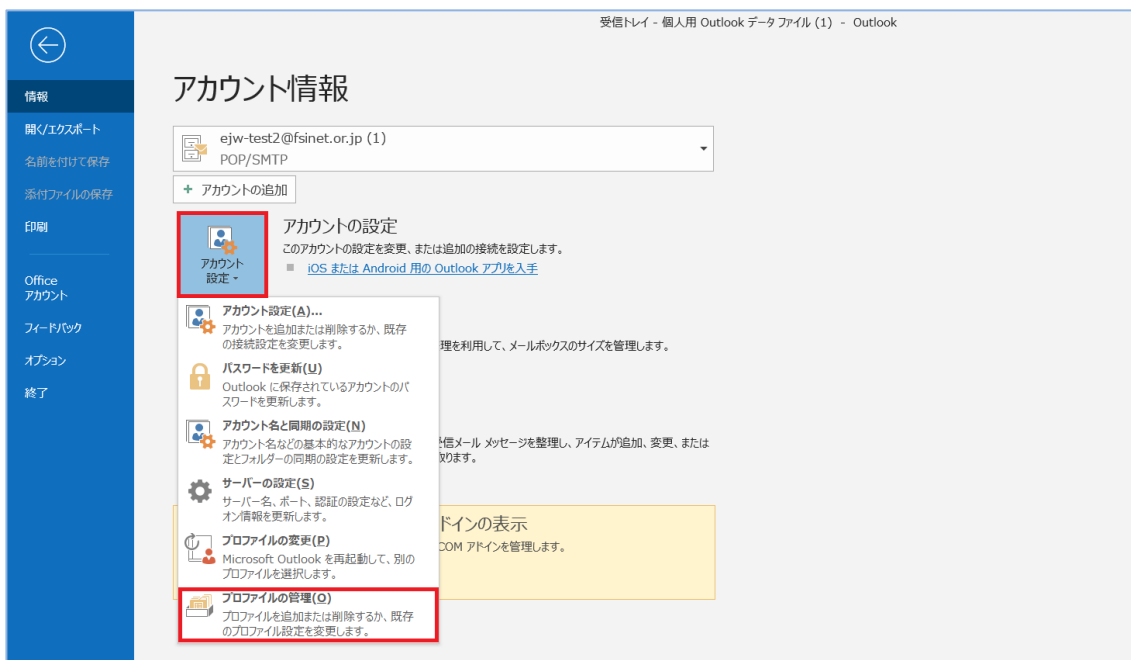 受信トレイ - 個人用 Outlook データ ファイル (1) - Outlook
情報
開く/エクスポート
名前を付けて保存
添付ファイルの保存
印刷
Office
アカウント
フィードバック
オプション
終了
アカウント情報
ejw-test2@fsinet.or.jp (1)
POP/SMTP
+ アカウントの追加
アカウント
設定
アカウントの設定
このアカウントの設定を変更、または追加の接続を設定します。
iOS または Android 用の Outlook アプリを入手
アカウント設定(A)...
アカウントを追加または削除するか、既存
の接続設定を変更します。
理を利用して、メールボックスのサイズを管理します。
パスワードを更新(U)
Outlook に保存されているアカウントのパ
スワードを更新します。
アカウント名と同期の設定(N)
アカウント名などの基本的なアカウントの設
定とフォルダーの同期の設定を更新します。
信メール メッセージを整理し、アイテムが追加、変更、または
取ります。
サーバーの設定(S)
サーバー名、ポート、認証の設定など、ログ
オン情報を更新します。
プロファイルの変更(P)
Microsoft Outlook を再起動して、別の
プロファイルを選択します。
ドインの表示
COM アドインを管理します。
プロファイルの管理(O)
プロファイルを追加または削除するか、既存
のプロファイル設定を変更します。